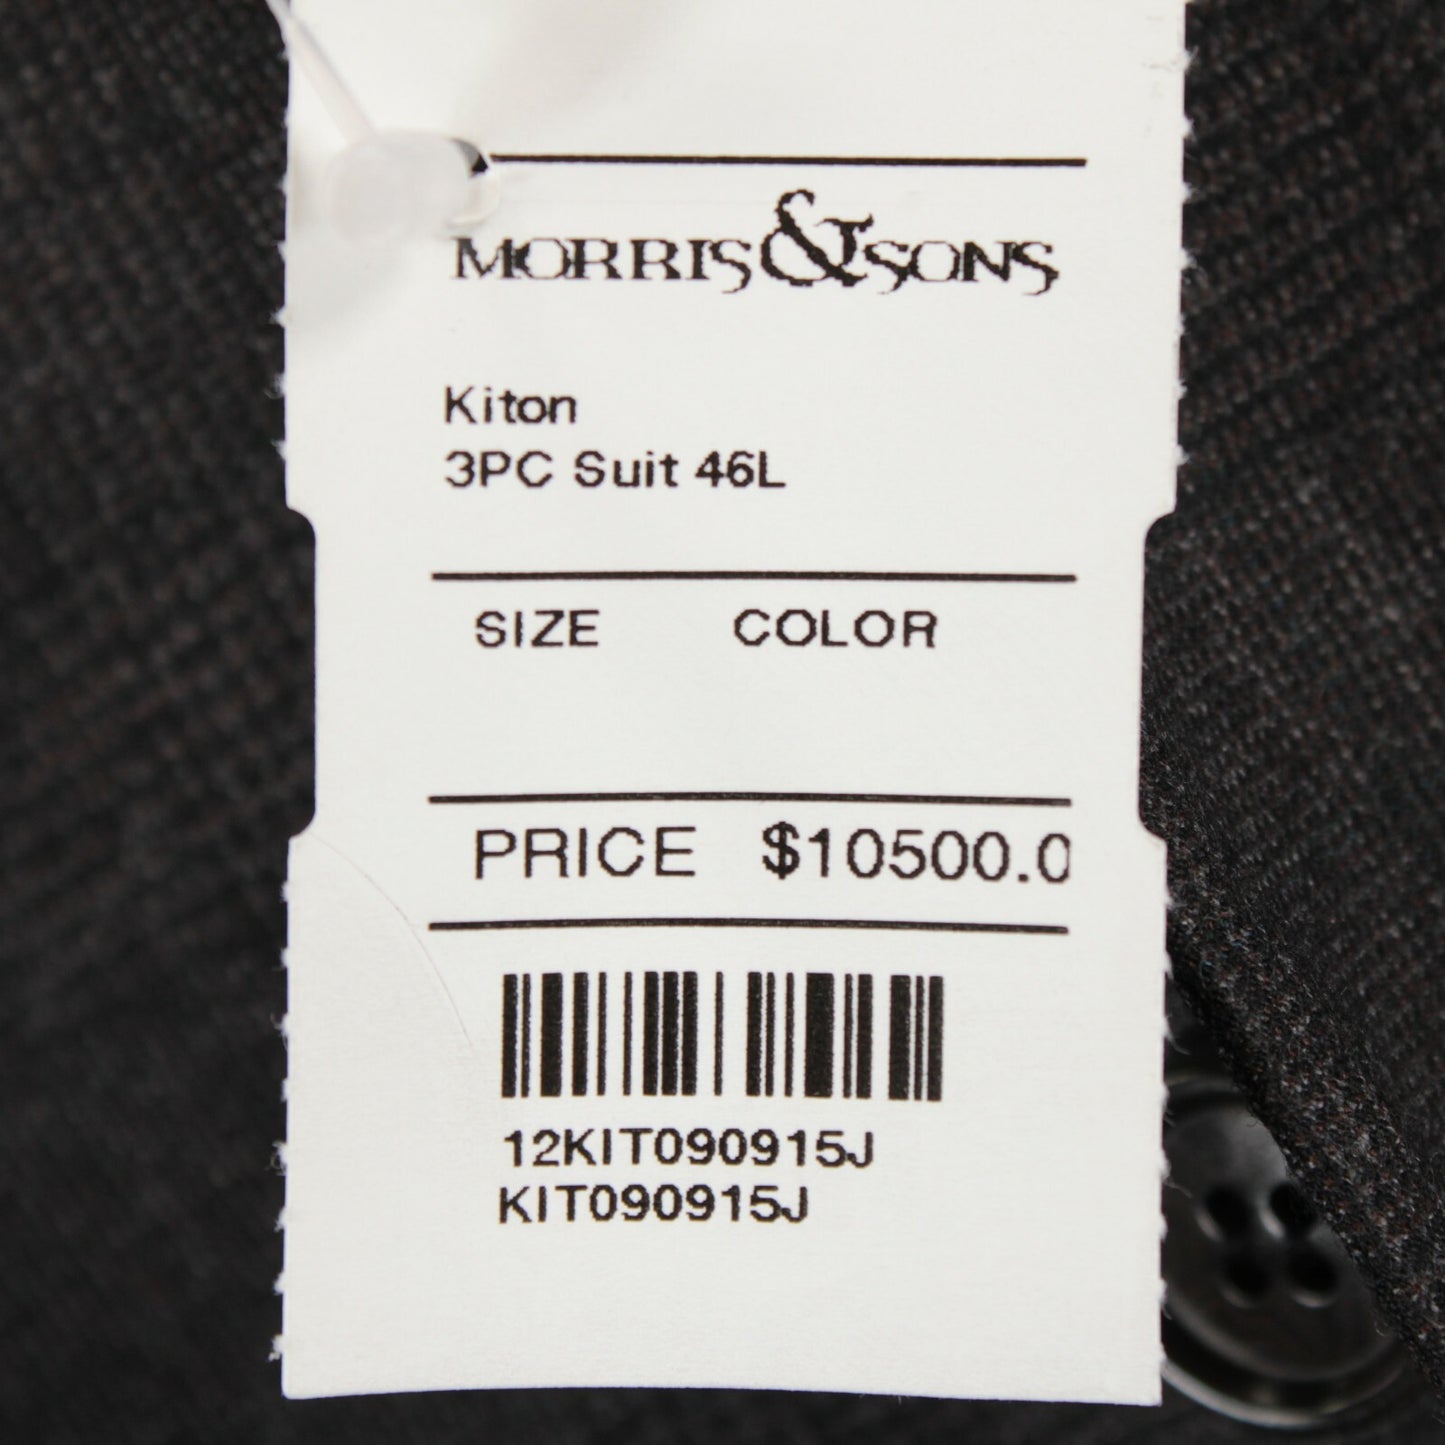 MORRIS&SONS
Kiton
3PC Suit 46L
SIZE COLOR
PRICE $10500.0
12KIT090915J
KIT090915J